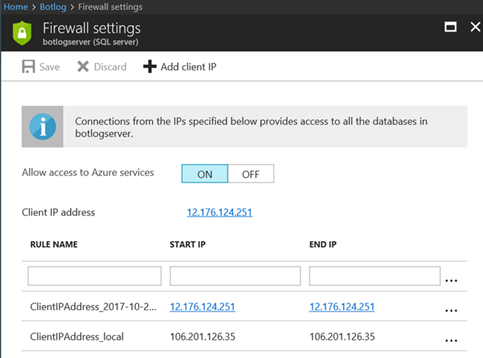 Home > Botlog > Firewall settings
Firewall settings
botlogserver (SQL server)
Save Discard Add client IP
Connections from the IPs specified below provides access to all the databases in
botlogserver.
Allow access to Azure services ON OFF
Client IP address 12.176.124.251
RULE NAME START IP END IP
...
ClientIPAddress_2017-10-2... 12.176.124.251 12.176.124.251 ...
ClientIPAddress_local 106.201.126.35 106.201.126.35 ...